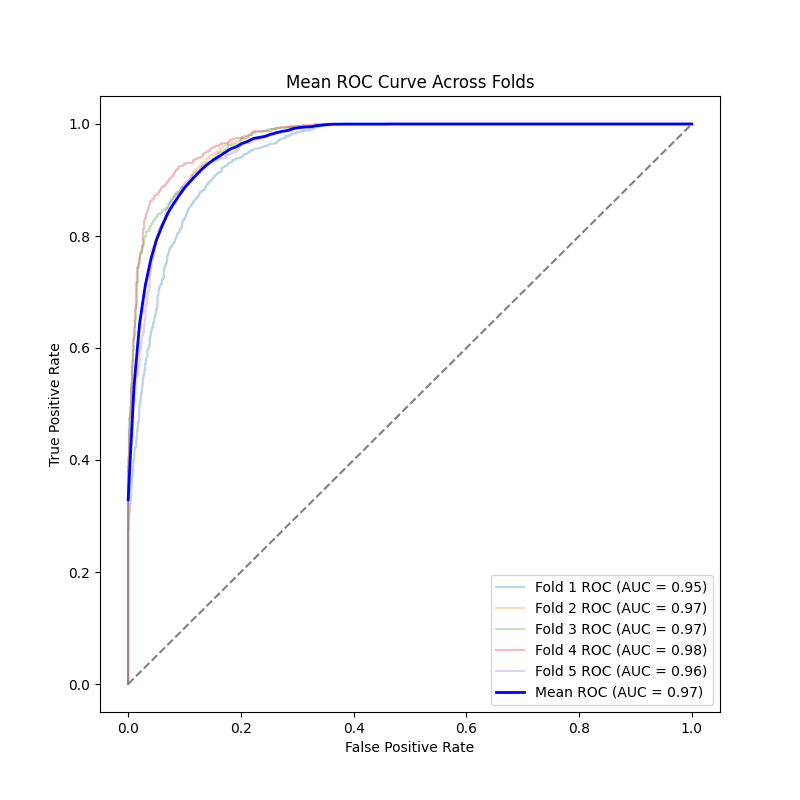 Mean ROC Curve Across Folds
True Positive Rate
1.0
0.8
0.6
0.4
0.2
0.0
0.0 0.2 0.4 0.6 0.8 1.0
False Positive Rate
Fold 1 ROC (AUC = 0.95)
Fold 2 ROC (AUC = 0.97)
Fold 3 ROC (AUC = 0.97)
Fold 4 ROC (AUC = 0.98)
Fold 5 ROC (AUC = 0.96)
Mean ROC (AUC = 0.97)